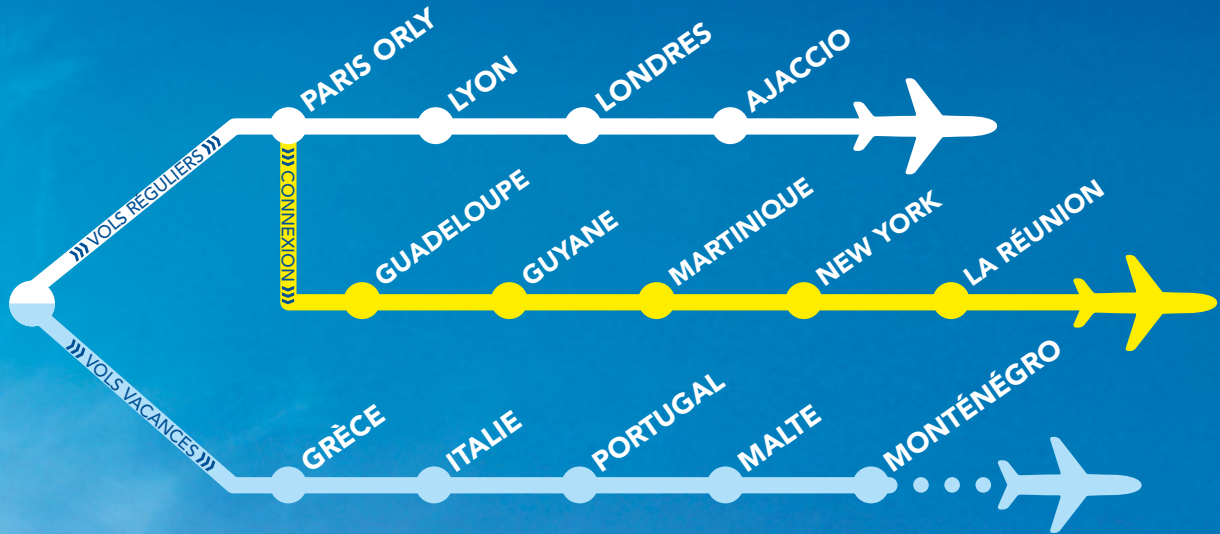 VOLS RÉGULIERS
PARIS ORLY
LYON
LONDRES
AJACCIO
CONNEXION
GUADELOUPE
GUYANE
MARTINIQUE
NEW YORK
LA RÉUNION
VOLS VACANCES
GRÈCE
ITALIE
PORTUGAL
MALTE
MONTÉNÉGRO